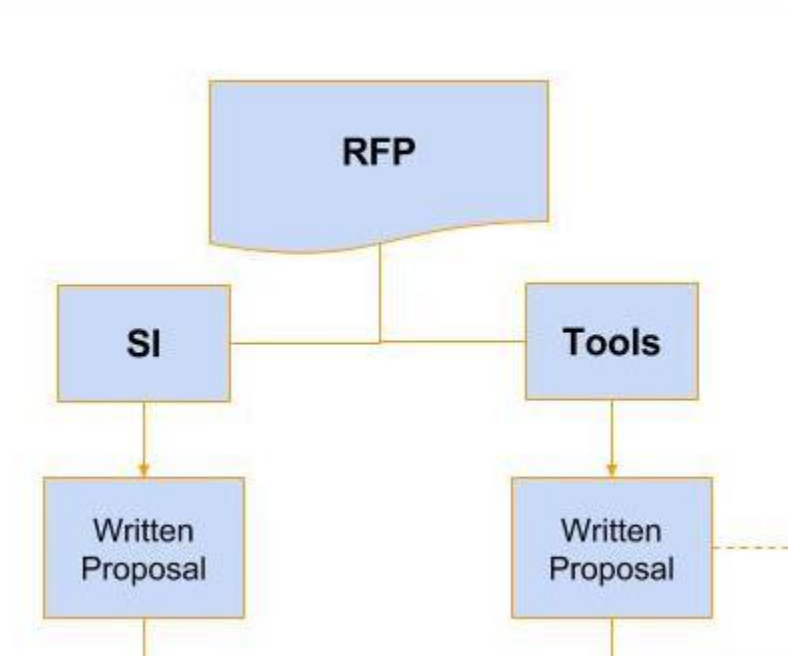 RFP
SI
Tools
Written
Proposal
Written
Proposal